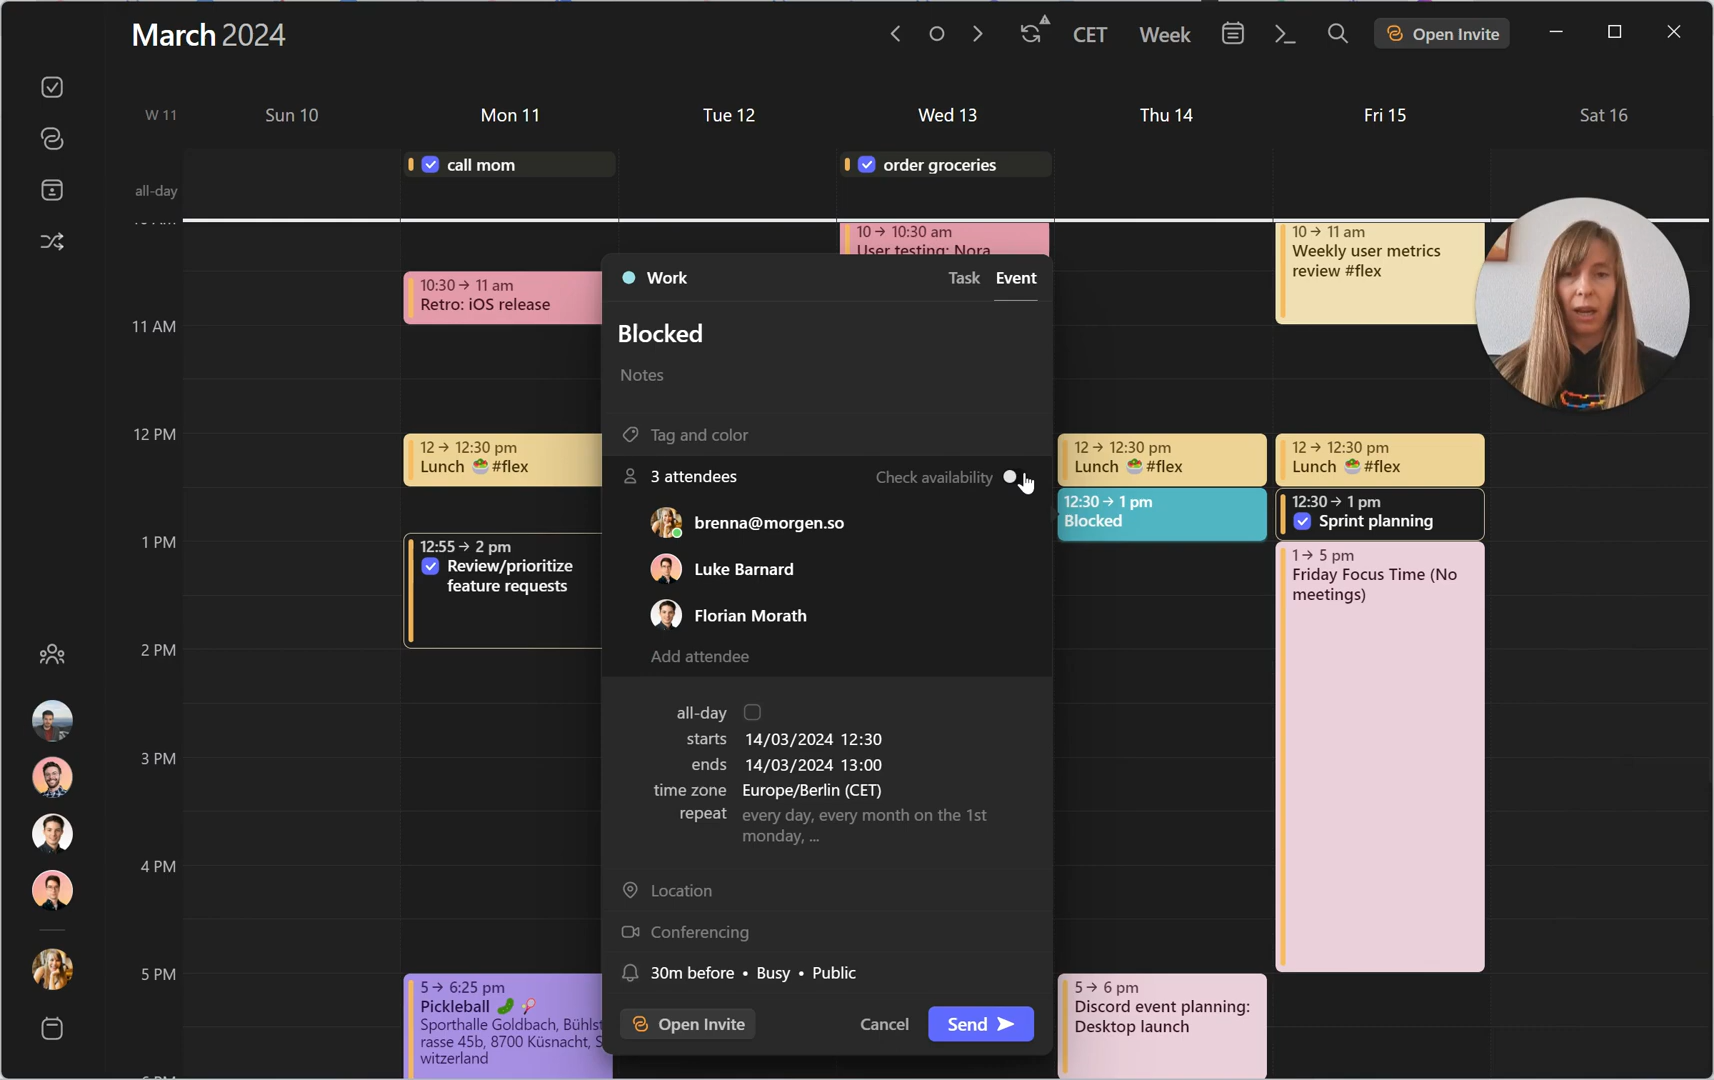 March 2024
CET
Week
Open Invite
W 11
Sun 10
Mon 11
Tue 12
Wed 13
Thu 14
Fri 15
Sat 16
all-day
call mom
order groceries
10 → 10:30 am
User testing: Nora
10 → 11 am
Weekly user metrics
review #flex
10:30 → 11 am
Retro: iOS release
11 AM
12 PM
1 PM
2 PM
3 PM
4 PM
5 PM
12 → 12:30 pm
Lunch 🥗 #flex
12:55 → 2 pm
Review/prioritize
feature requests
5 → 6:25 pm
Pickleball 🥒 🏸
Sporthalle Goldbach, Bühlst
rasse 45b, 8700 Küsnacht, S
witzerland
Work
Task
Event
Blocked
Notes
Tag and color
3 attendees
Check availability
brenna@morgen.so
Luke Barnard
Florian Morath
Add attendee
all-day
starts 14/03/2024 12:30
ends 14/03/2024 13:00
time zone Europe/Berlin (CET)
repeat every day, every month on the 1st
monday, ...
Location
Conferencing
30m before • Busy • Public
Open Invite
Cancel
Send
12 → 12:30 pm
Lunch 🥗 #flex
12:30 → 1 pm
Blocked
5 → 6 pm
Discord event planning:
Desktop launch
12 → 12:30 pm
Lunch 🥗 #flex
12:30 → 1 pm
Sprint planning
1 → 5 pm
Friday Focus Time (No
meetings)